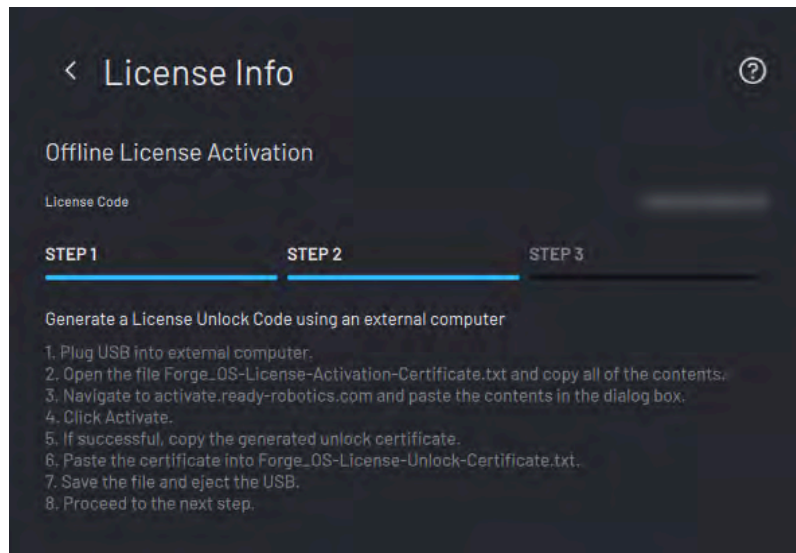 License Info
Offline License Activation
License Code
STEP 1 STEP 2 STEP 3
Generate a License Unlock Code using an external computer
1. Plug USB into external computer.
2. Open the file Forge_OS-License-Activation-Certificate.txt and copy all of the contents.
3. Navigate to activate.ready-robotics.com and paste the contents in the dialog box.
4. Click Activate.
5. If successful, copy the generated unlock certificate.
6. Paste the certificate into Forge_OS-License-Unlock-Certificate.txt.
7. Save the file and eject the USB.
8. Proceed to the next step.